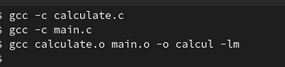 $ gcc -c calculate.c
$ gcc -c main.c
$ gcc calculate.o main.o -o calcul -lm
$